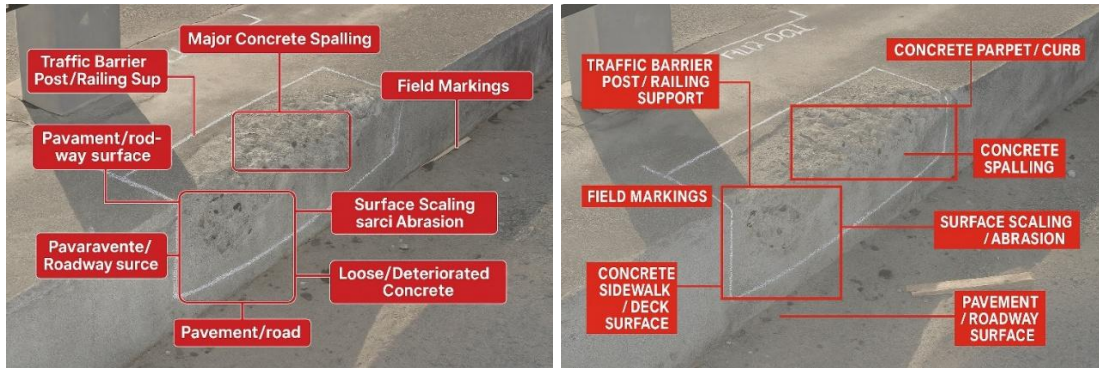 Major Concrete Spalling
Traffic Barrier
Post/Railing Sup
Field Markings
Pavament/rod-
way surface
Surface Scaling
sarci Abrasion
Pavaravente/
Roadway surce
Loose/Deteriorated
Concrete
Pavement/road
CONCRETE PARPET / CURB
TRAFFIC BARRIER
POST / RAILING
SUPPORT
CONCRETE
SPALLING
FIELD MARKINGS
SURFACE SCALING
/ ABRASION
CONCRETE
SIDEWALK
/ DECK
SURFACE
PAVEMENT
/ ROADWAY
SURFACE